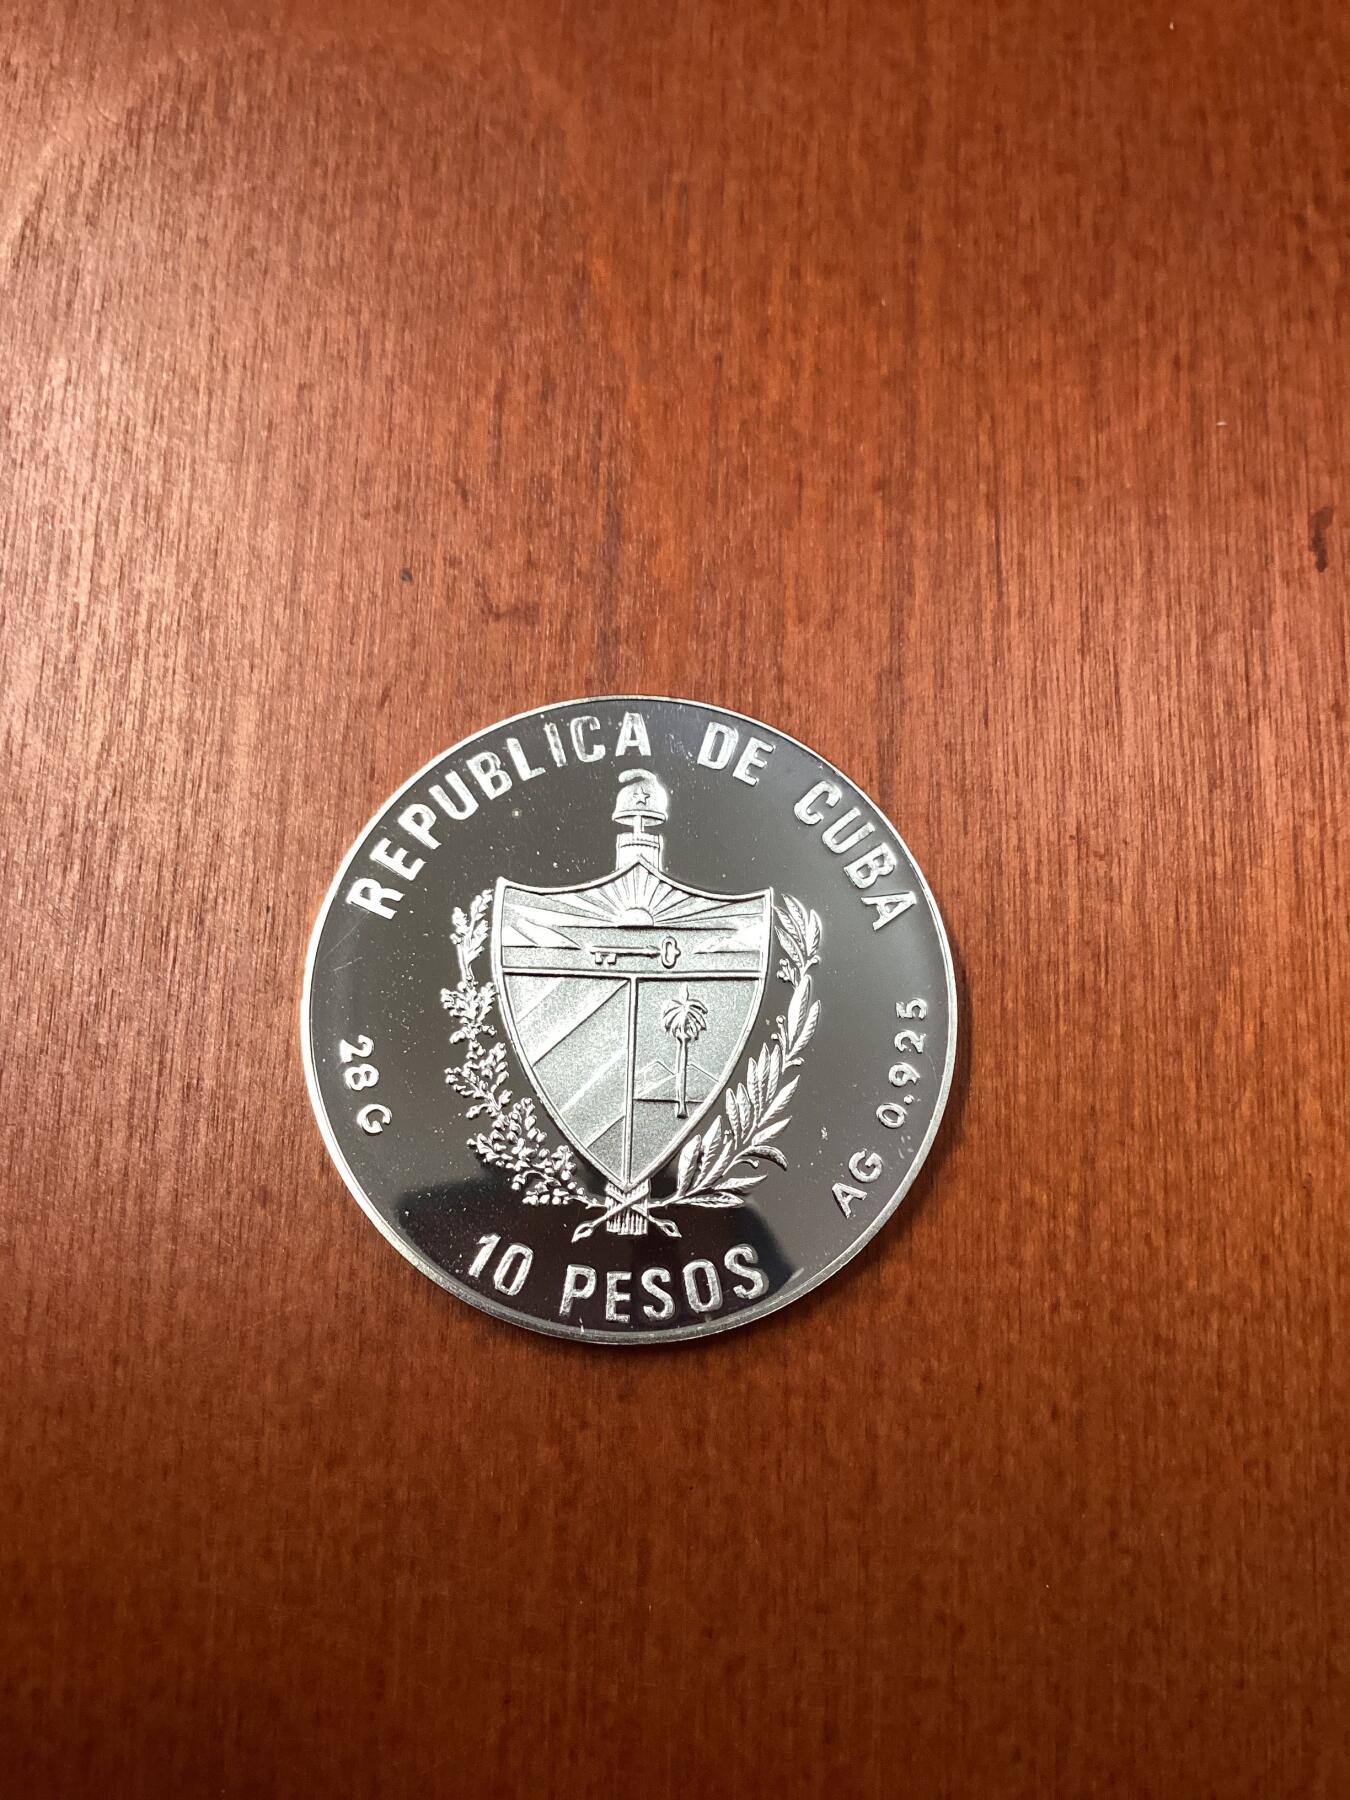 REPUBLICA DE CUBA
28 G
AG 0.925
10 PESOS